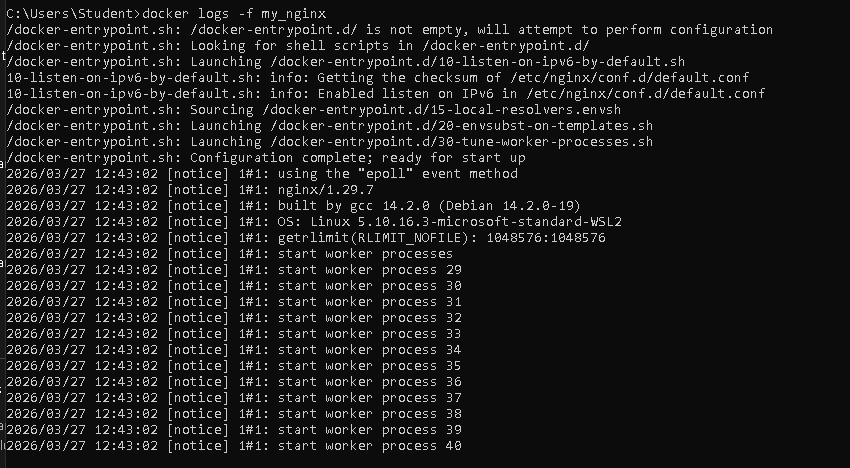 C:\Users\Student>docker logs -f my_nginx
/docker-entrypoint.sh: /docker-entrypoint.d/ is not empty, will attempt to perform configuration
/docker-entrypoint.sh: Looking for shell scripts in /docker-entrypoint.d/
/docker-entrypoint.sh: Launching /docker-entrypoint.d/10-listen-on-ipv6-by-default.sh
10-listen-on-ipv6-by-default.sh: info: Getting the checksum of /etc/nginx/conf.d/default.conf
10-listen-on-ipv6-by-default.sh: info: Enabled listen on IPv6 in /etc/nginx/conf.d/default.conf
/docker-entrypoint.sh: Sourcing /docker-entrypoint.d/15-local-resolvers.envsh
/docker-entrypoint.sh: Launching /docker-entrypoint.d/20-envsubst-on-templates.sh
/docker-entrypoint.sh: Launching /docker-entrypoint.d/30-tune-worker-processes.sh
/docker-entrypoint.sh: Configuration complete; ready for start up
2026/03/27 12:43:02 [notice] 1#1: using the "epoll" event method
2026/03/27 12:43:02 [notice] 1#1: nginx/1.29.7
2026/03/27 12:43:02 [notice] 1#1: built by gcc 14.2.0 (Debian 14.2.0-19)
2026/03/27 12:43:02 [notice] 1#1: OS: Linux 5.10.16.3-microsoft-standard-WSL2
2026/03/27 12:43:02 [notice] 1#1: getrlimit(RLIMIT_NOFILE): 1048576:1048576
2026/03/27 12:43:02 [notice] 1#1: start worker processes
2026/03/27 12:43:02 [notice] 1#1: start worker process 29
2026/03/27 12:43:02 [notice] 1#1: start worker process 30
2026/03/27 12:43:02 [notice] 1#1: start worker process 31
2026/03/27 12:43:02 [notice] 1#1: start worker process 32
2026/03/27 12:43:02 [notice] 1#1: start worker process 33
2026/03/27 12:43:02 [notice] 1#1: start worker process 34
2026/03/27 12:43:02 [notice] 1#1: start worker process 35
2026/03/27 12:43:02 [notice] 1#1: start worker process 36
2026/03/27 12:43:02 [notice] 1#1: start worker process 37
2026/03/27 12:43:02 [notice] 1#1: start worker process 38
2026/03/27 12:43:02 [notice] 1#1: start worker process 39
2026/03/27 12:43:02 [notice] 1#1: start worker process 40